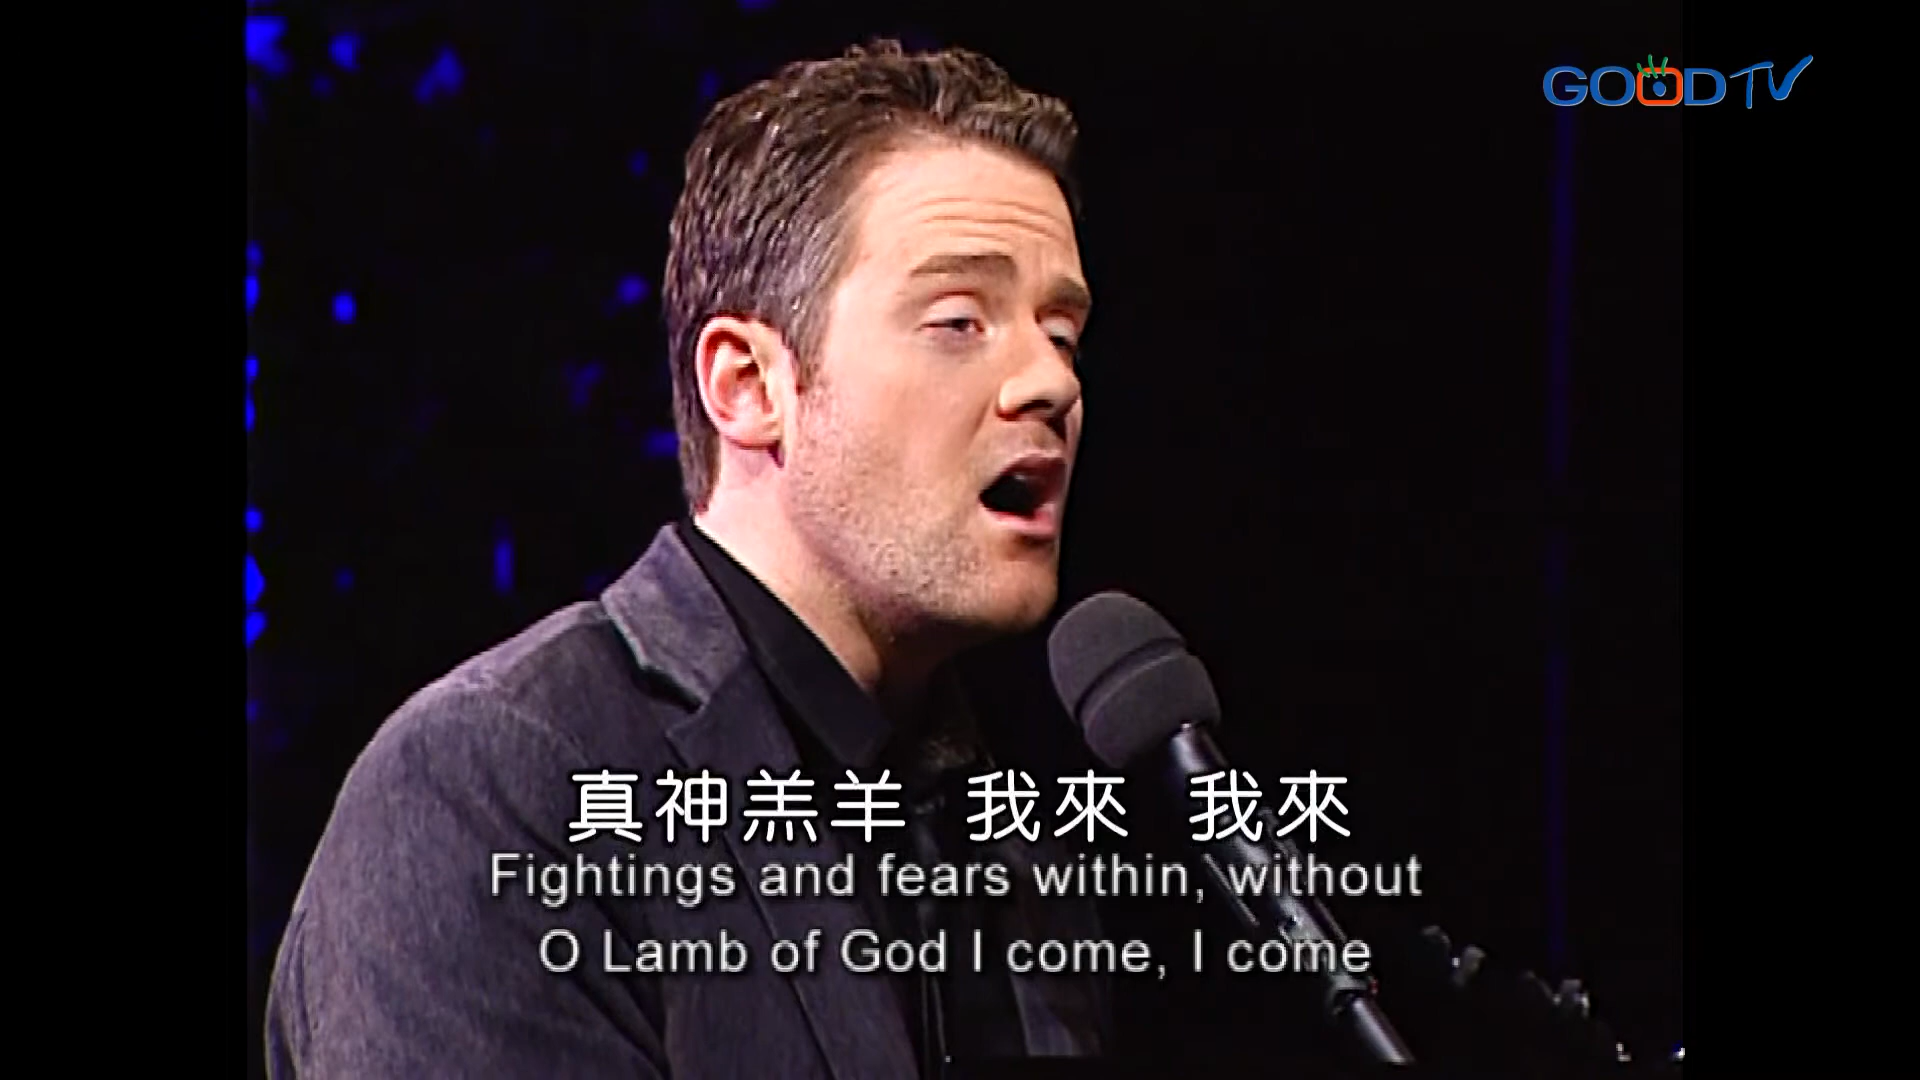 GOODTV
真神羔羊 我來 我來
Fightings and fears within, without
O Lamb of God I come, I come